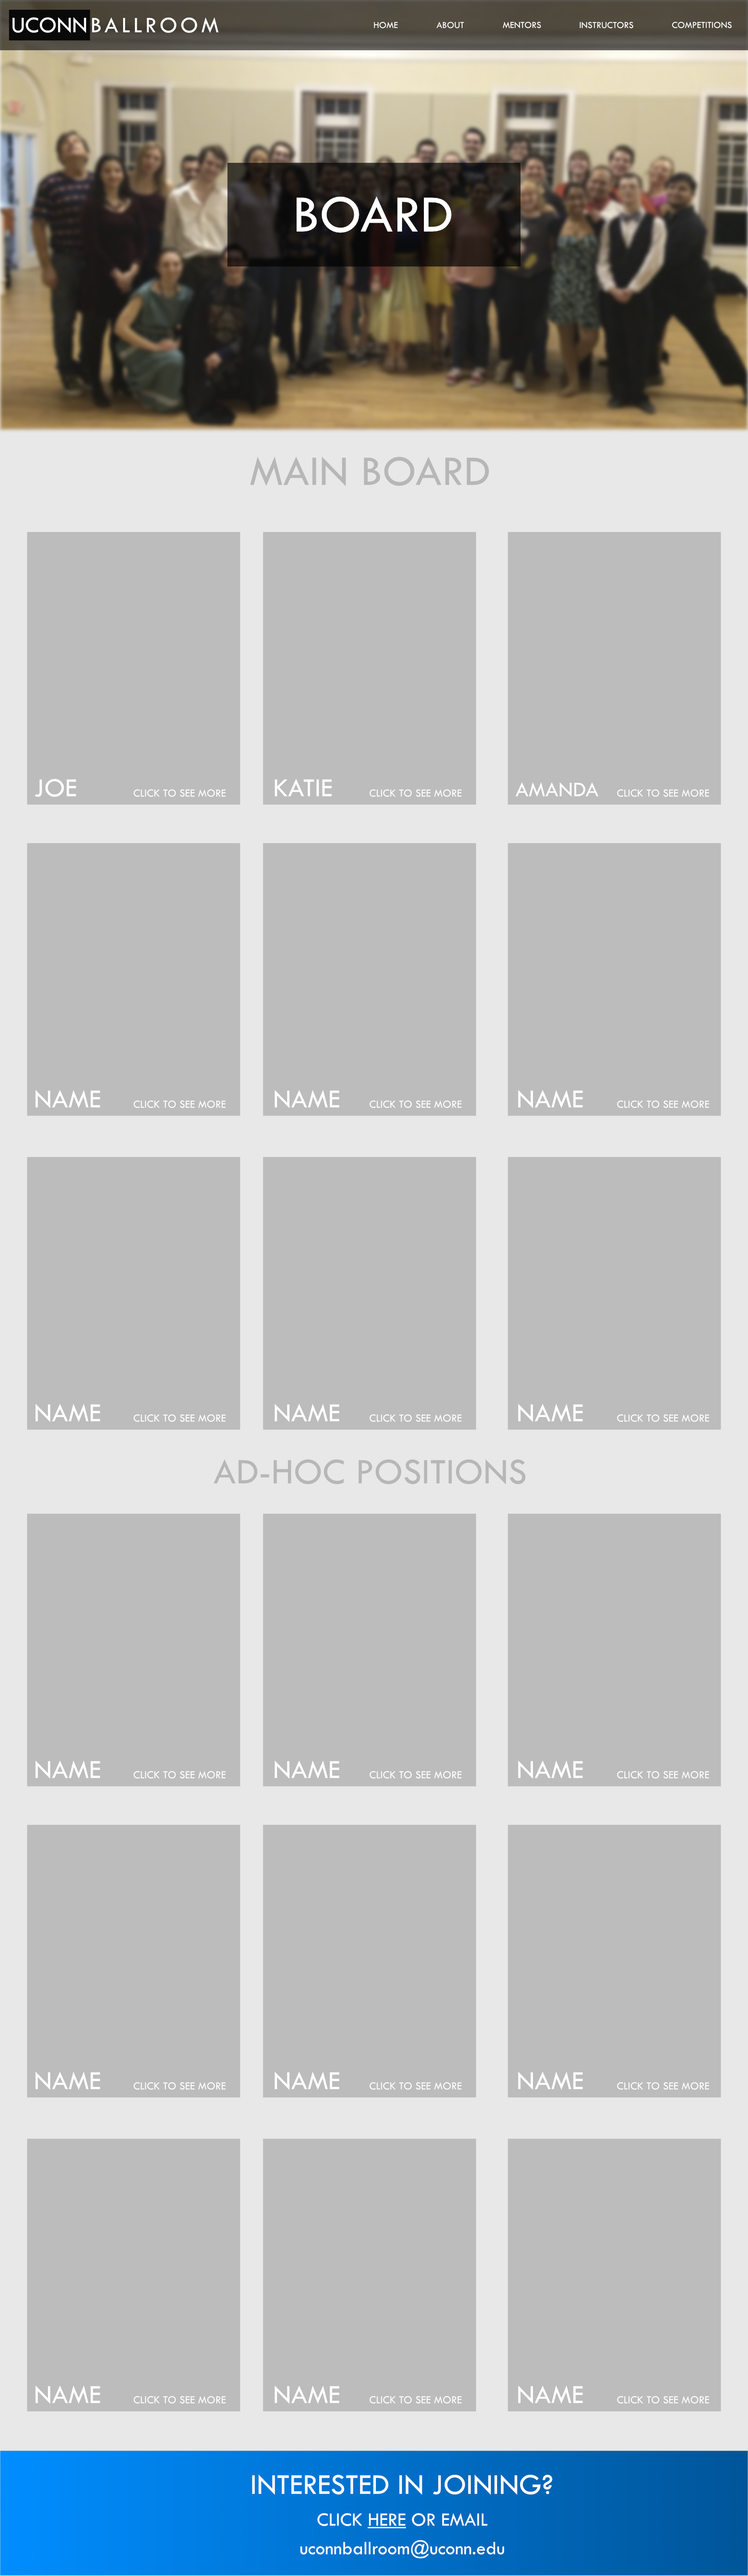 UCONNBALLROOM HOME ABOUT MENTORS INSTRUCTORS COMPETITIONS
BOARD
MAIN BOARD
JOE CLICK TO SEE MORE KATIE CLICK TO SEE MORE AMANDA CLICK TO SEE MORE
NAME CLICK TO SEE MORE NAME CLICK TO SEE MORE NAME CLICK TO SEE MORE
NAME CLICK TO SEE MORE NAME CLICK TO SEE MORE NAME CLICK TO SEE MORE
AD-HOC POSITIONS
NAME CLICK TO SEE MORE NAME CLICK TO SEE MORE NAME CLICK TO SEE MORE
NAME CLICK TO SEE MORE NAME CLICK TO SEE MORE NAME CLICK TO SEE MORE
NAME CLICK TO SEE MORE NAME CLICK TO SEE MORE NAME CLICK TO SEE MORE
INTERESTED IN JOINING?
CLICK HERE OR EMAIL
uconnballroom@uconn.edu